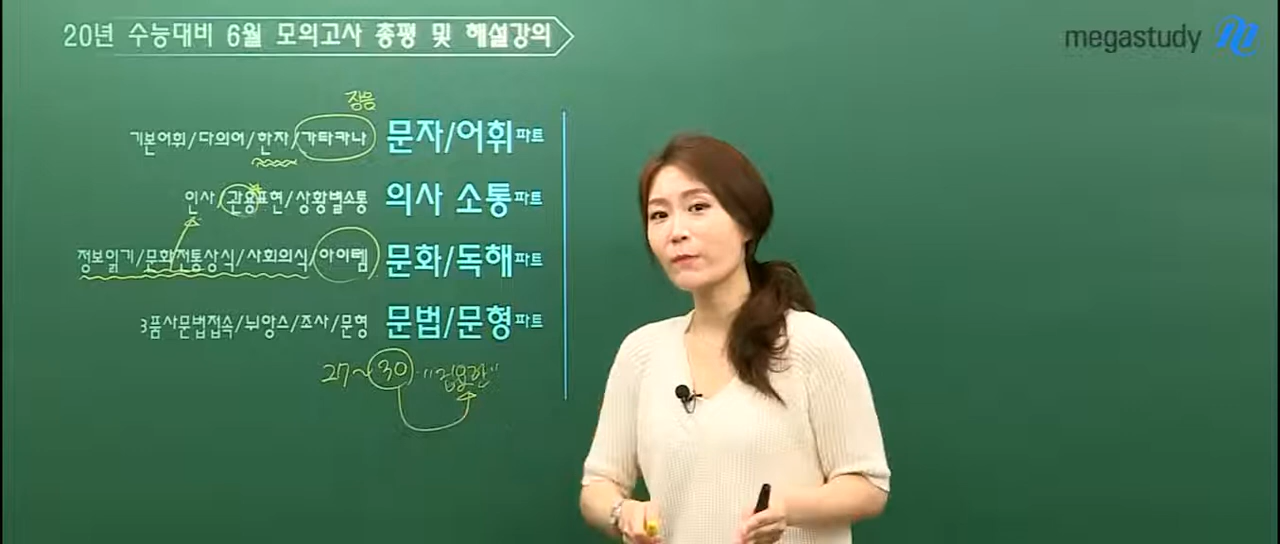 20년 수능대비 6월 모의고사 총평 및 해설강의
megastudy
장음
기본어휘/다의어/한자/가타카나 문자/어휘파트
인사/관용표현/상황별소통 의사 소통파트
정보읽기/문화전통상식/사회의식/아이템 문화/독해파트
3품사문법접속/뉘앙스/조사/문형 문법/문형파트
27~30